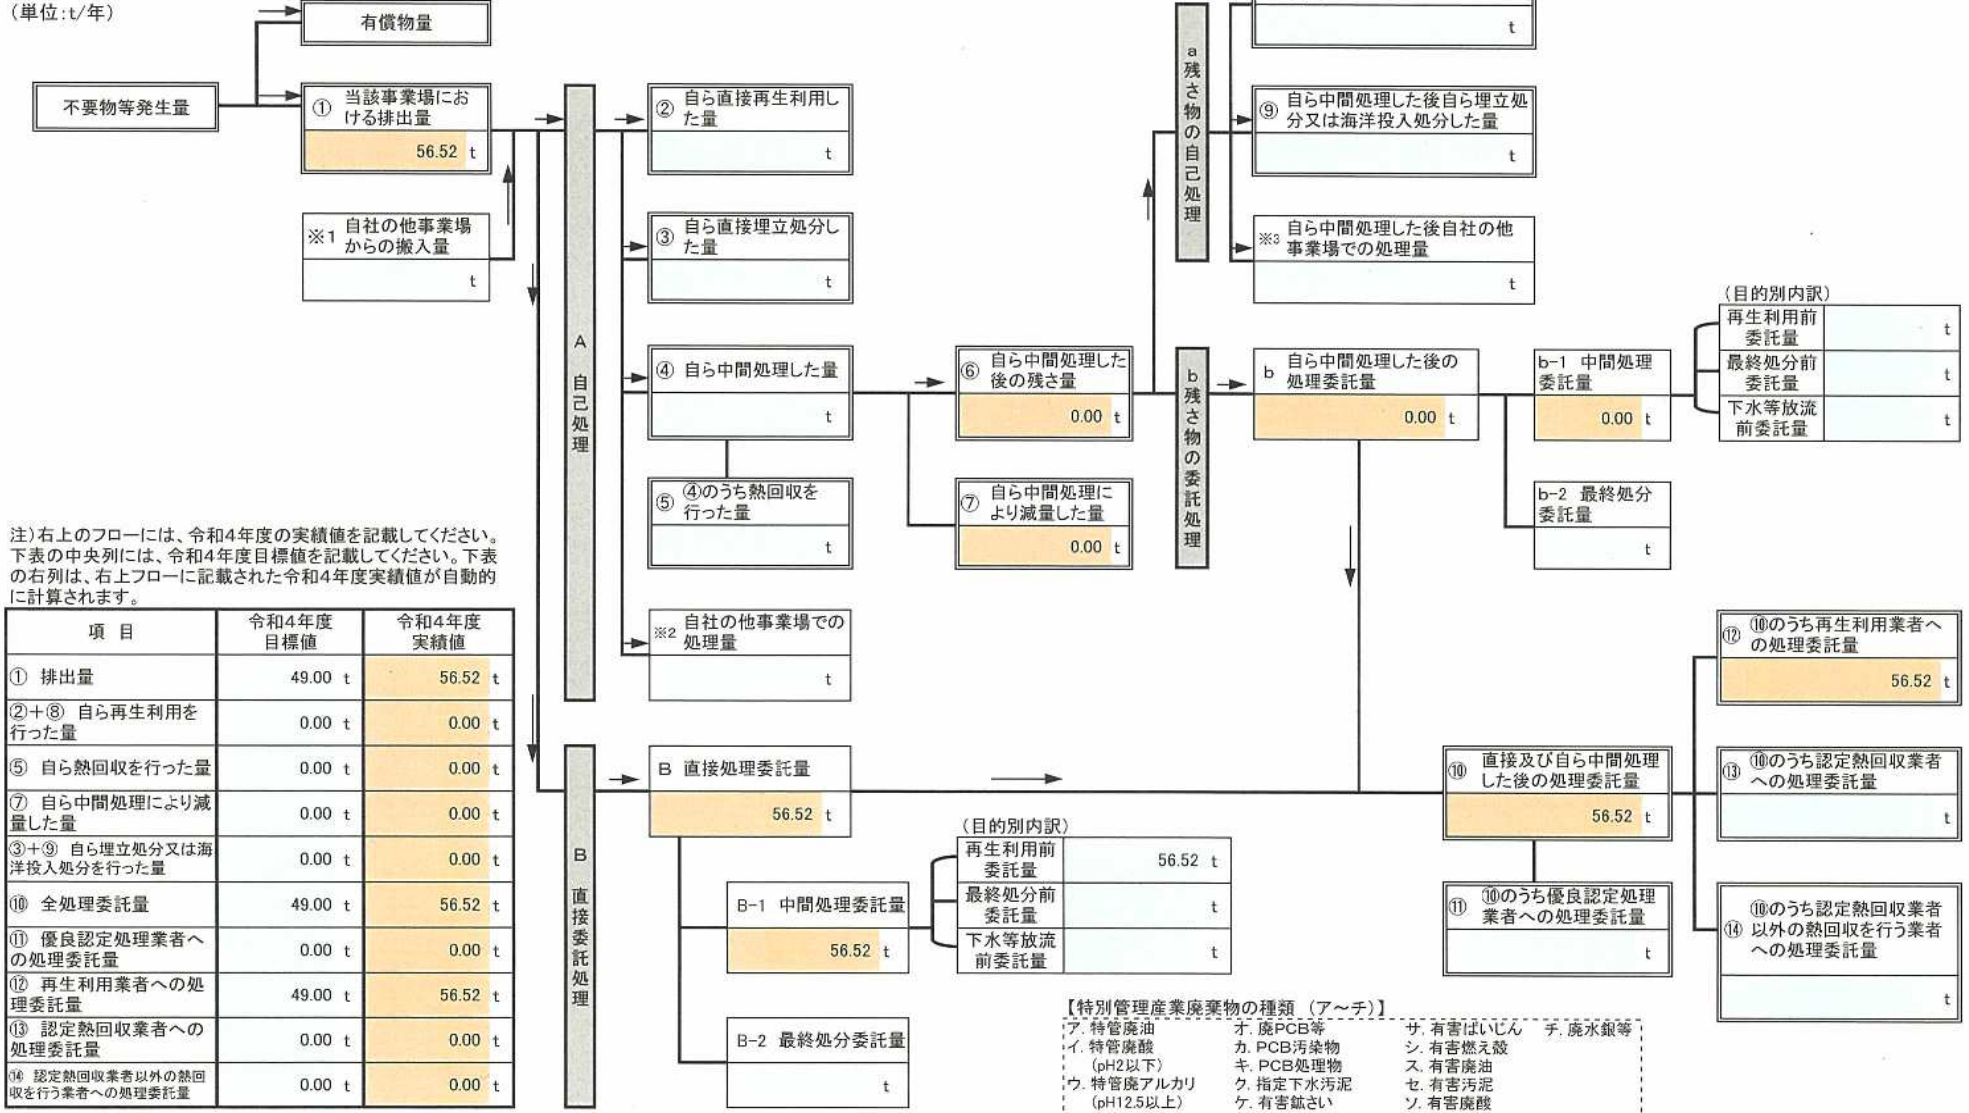 (単位:t/年)
有償物量
不要物等発生量
① 当該事業場にお
ける排出量
56.52 t
※1 自社の他事業場
からの搬入量
t
A 自己処理
② 自ら直接再生利用し
た量
t
③ 自ら直接埋立処分し
た量
t
④ 自ら中間処理した量
t
⑤ ④のうち熱回収を
行った量
t
※2 自社の他事業場での
処理量
t
⑥ 自ら中間処理した
後の残さ量
0.00 t
⑦ 自ら中間処理に
より減量した量
0.00 t
a 残さ物の自己処理
t
⑨ 自ら中間処理した後自ら埋立処
分又は海洋投入処分した量
t
※3 自ら中間処理した後自社の他
事業場での処理量
t
b 残さ物の委託処理
b 自ら中間処理した後の
処理委託量
0.00 t
b-1 中間処理
委託量
0.00 t
(目的別内訳)
再生利用前
委託量
t
最終処分前
委託量
t
下水等放流
前委託量
t
b-2 最終処分
委託量
t
注)右上のフローには、令和4年度の実績値を記載してください。
下表の中央列には、令和4年度目標値を記載してください。下表
の右列は、右上フローに記載された令和4年度実績値が自動的
に計算されます。
項 目 令和4年度 目標値 令和4年度 実績値
① 排出量 49.00 t 56.52 t
②+⑧ 自ら再生利用を
行った量 0.00 t 0.00 t
⑤ 自ら熱回収を行った量 0.00 t 0.00 t
⑦ 自ら中間処理により減
量した量 0.00 t 0.00 t
③+⑨ 自ら埋立処分又は海
洋投入処分を行った量 0.00 t 0.00 t
⑩ 全処理委託量 49.00 t 56.52 t
⑪ 優良認定処理業者へ
の処理委託量 0.00 t 0.00 t
⑫ 再生利用業者への処
理委託量 49.00 t 56.52 t
⑬ 認定熱回収業者への
処理委託量 0.00 t 0.00 t
⑭ 認定熱回収業者以外の熱回
収を行う業者への処理委託量 0.00 t 0.00 t
B 直接委託処理
B 直接処理委託量
56.52 t
B-1 中間処理委託量
56.52 t
(目的別内訳)
再生利用前
委託量
56.52 t
最終処分前
委託量
t
下水等放流
前委託量
t
B-2 最終処分委託量
t
⑩ 直接及び自ら中間処理
した後の処理委託量
56.52 t
⑪ ⑩のうち優良認定処理
業者への処理委託量
t
⑫ ⑩のうち再生利用業者へ
の処理委託量
56.52 t
⑬ ⑩のうち認定熱回収業者
への処理委託量
t
⑭ ⑩のうち認定熱回収業者
以外の熱回収を行う業者
への処理委託量
t
【特別管理産業廃棄物の種類 (ア～チ)】
ア. 特管廃油 オ. 廃PCB等 サ. 有害ばいじん チ. 廃水銀等
イ. 特管廃酸 カ. PCB汚染物 シ. 有害燃え殻
(pH2以下) キ. PCB処理物 ス. 有害廃油
ウ. 特管廃アルカリ ク. 指定下水汚泥 セ. 有害汚泥
(pH12.5以上) ケ. 有害鉱さい ソ. 有害廃酸